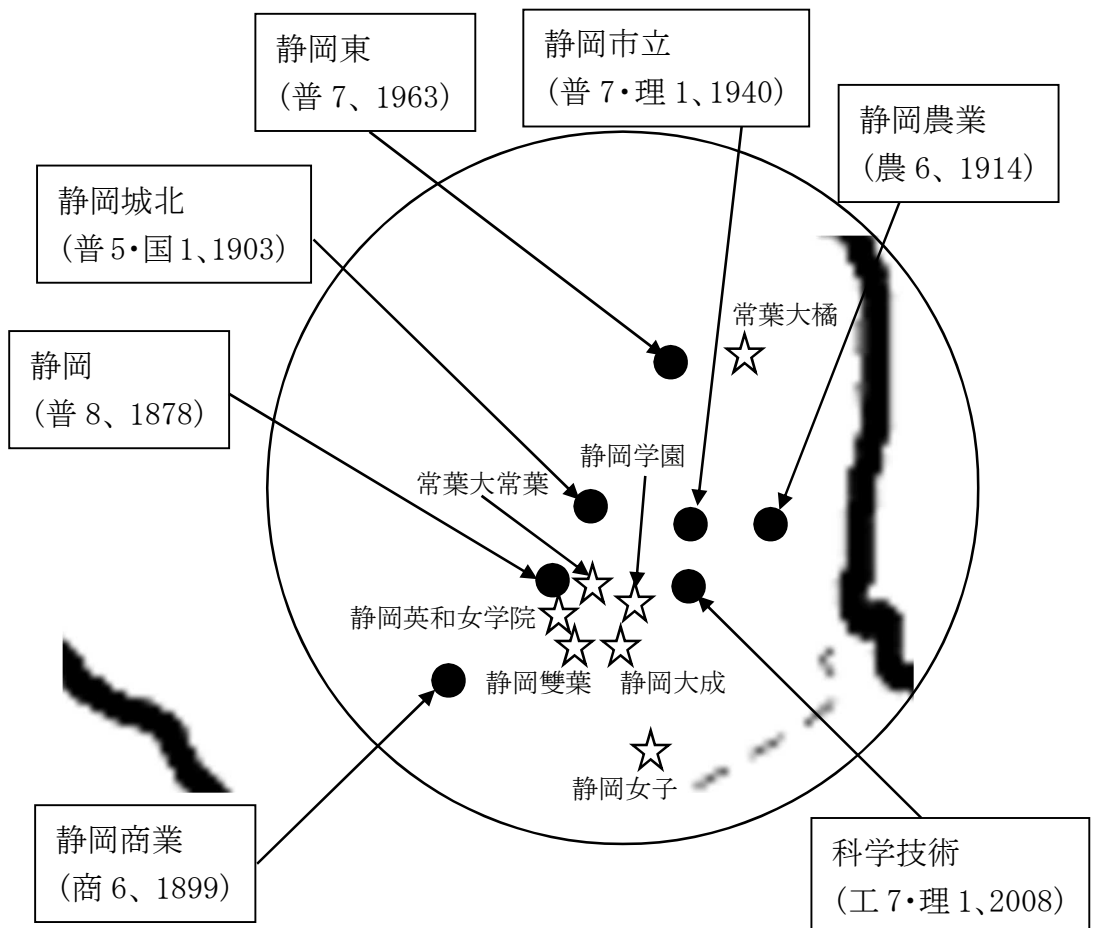 静岡東
(普 7、1963)
静岡市立
(普 7・理 1、1940)
静岡農業
(農 6、1914)
静岡城北
(普 5・国 1、1903)
静岡
(普 8、1878)
常葉大橘
静岡学園
常葉大常葉
静岡英和女学院
静岡雙葉
静岡大成
静岡女子
静岡商業
(商 6、1899)
科学技術
(工 7・理 1、2008)